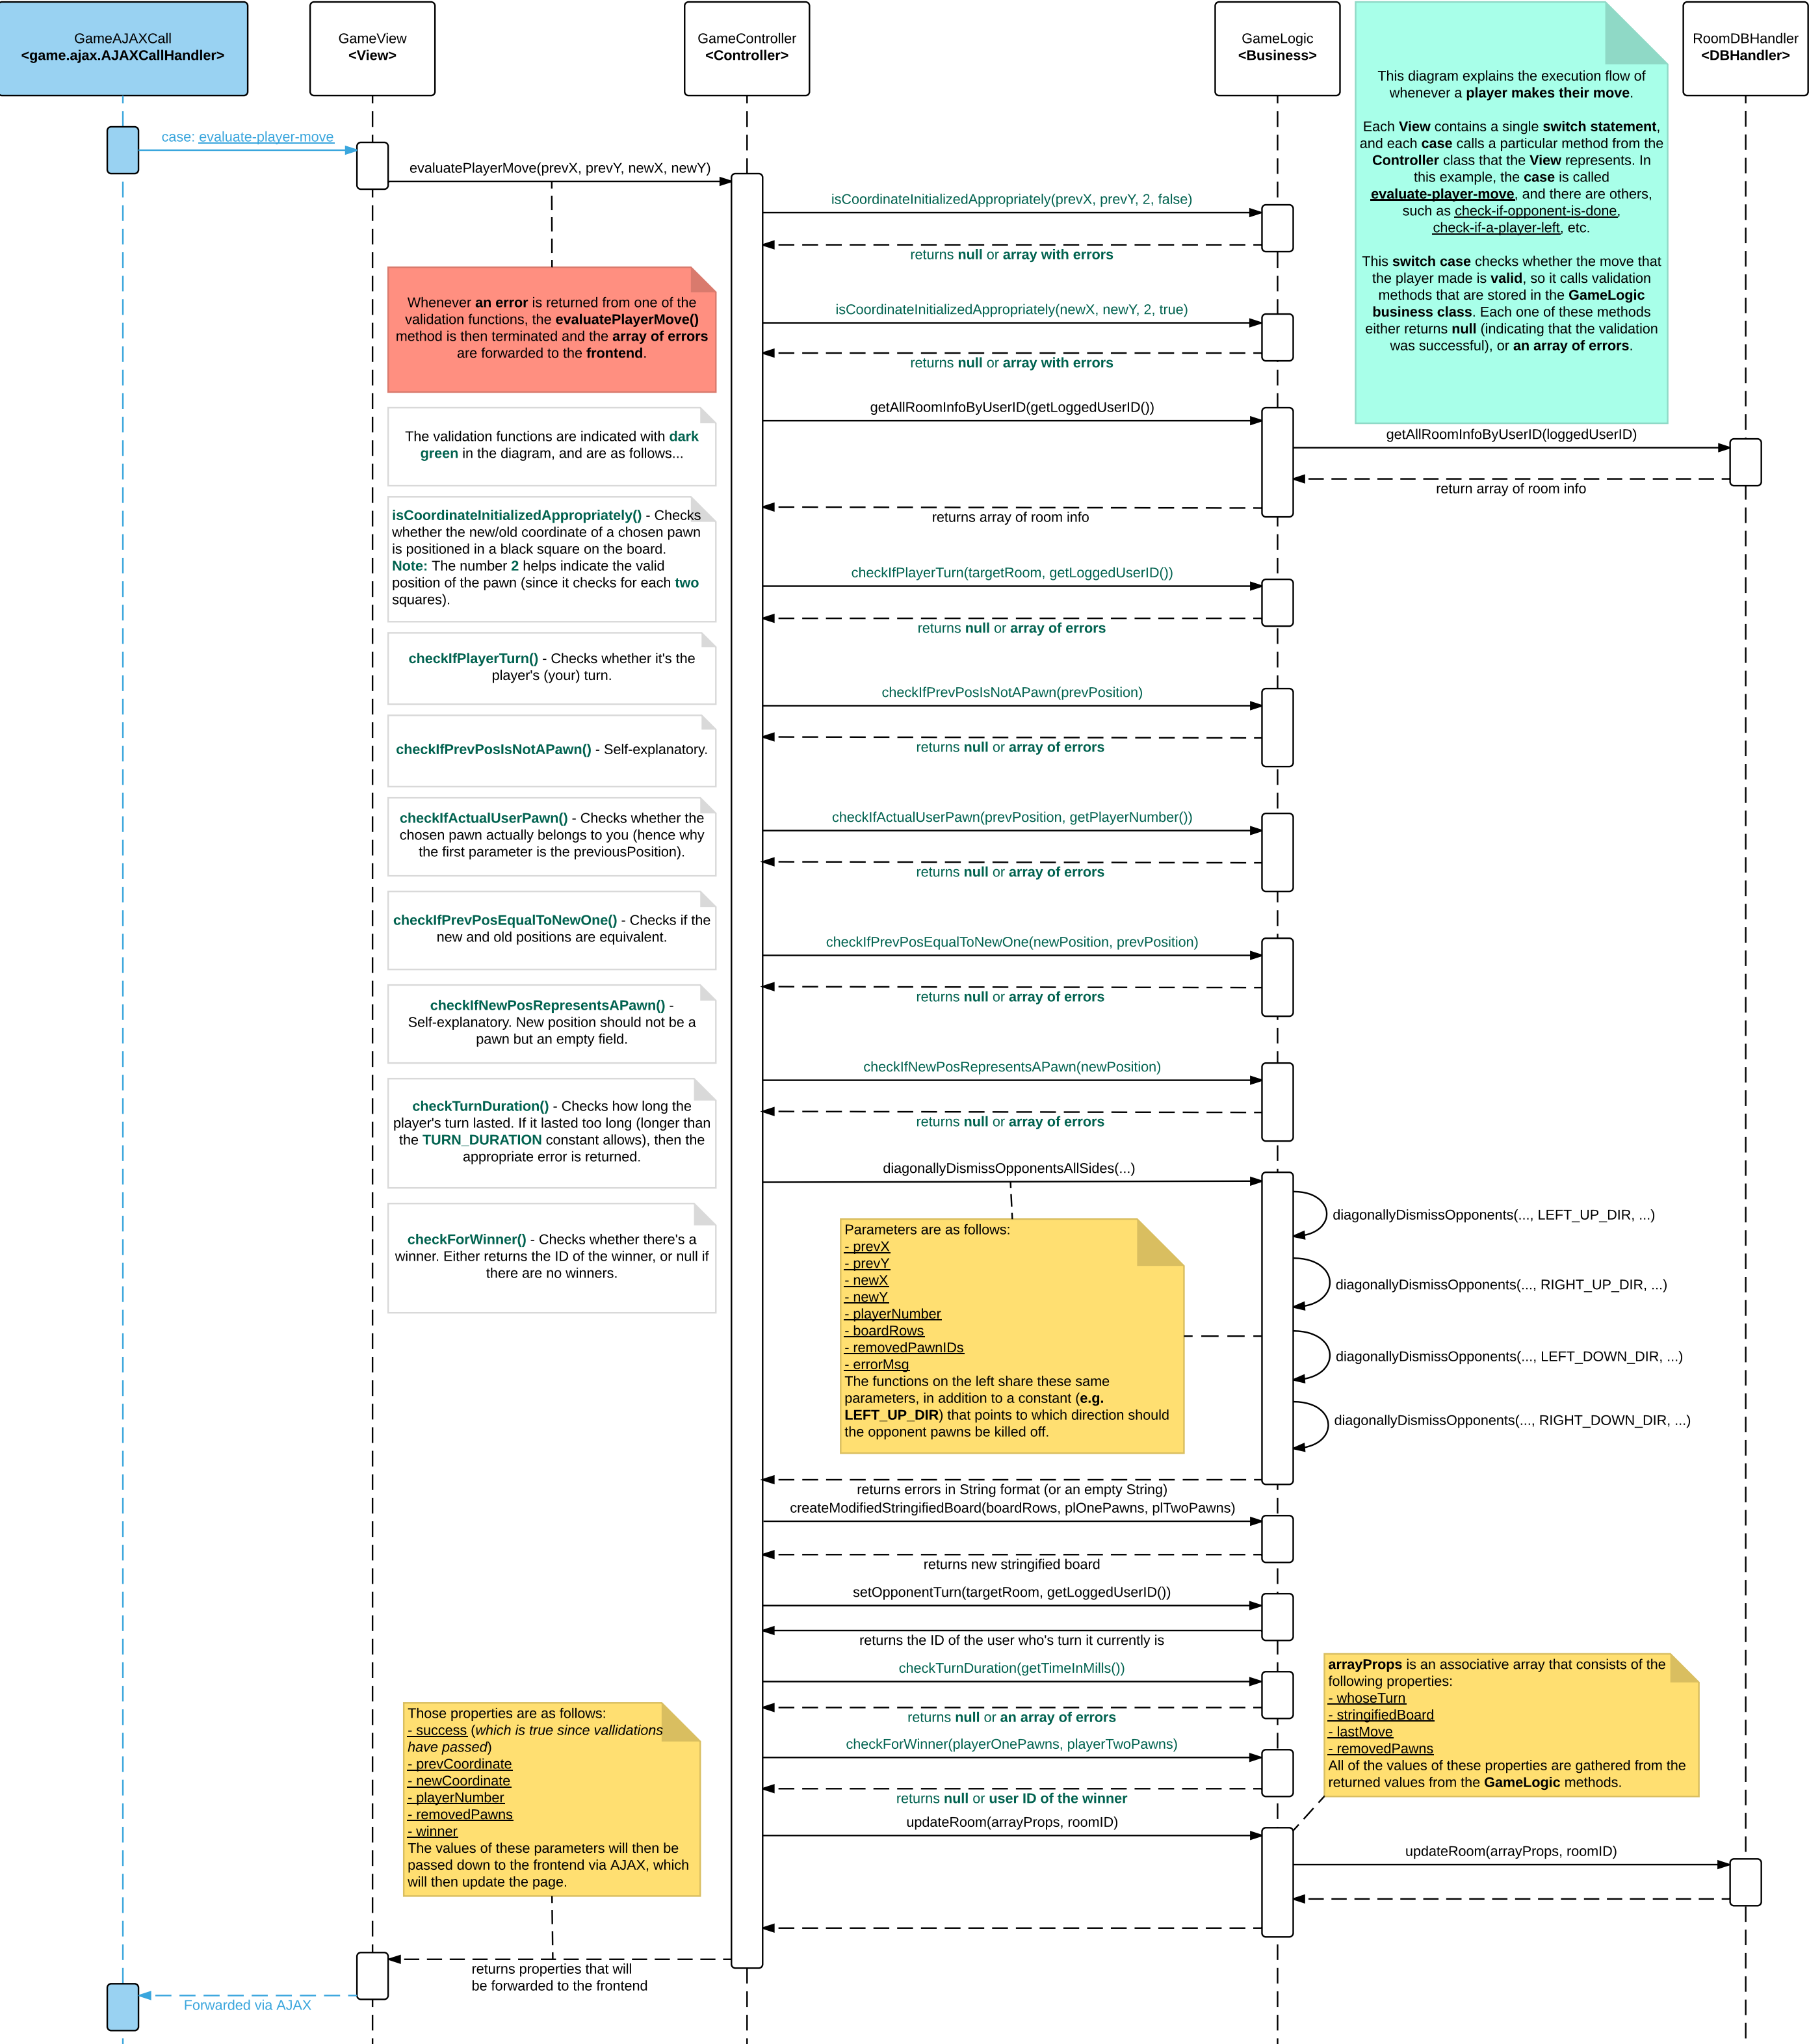 GameAJAXCall
<game.ajax.AJAXCallHandler>
GameView
<View>
GameController
<Controller>
GameLogic
<Business>
RoomDBHandler
<DBHandler>
This diagram explains the execution flow of
whenever a player makes their move.
Each View contains a single switch statement,
and each case calls a particular method from the
Controller class that the View represents. In
this example, the case is called
evaluate-player-move, and there are others,
such as check-if-opponent-is-done,
check-if-a-player-left, etc.
This switch case checks whether the move that
the player made is valid, so it calls validation
methods that are stored in the GameLogic
business class. Each one of these methods
either returns null (indicating that the validation
was successful), or an array of errors.
case: evaluate-player-move
evaluatePlayerMove(prevX, prevY, newX, newY)
isCoordinateInitializedAppropriately(prevX, prevY, 2, false)
returns null or array with errors
Whenever an error is returned from one of the
validation functions, the evaluatePlayerMove()
method is then terminated and the array of errors
are forwarded to the frontend.
isCoordinateInitializedAppropriately(newX, newY, 2, true)
returns null or array with errors
The validation functions are indicated with dark
green in the diagram, and are as follows...
getAllRoomInfoByUserID(getLoggedUserID())
getAllRoomInfoByUserID(loggedUserID)
return array of room info
returns array of room info
isCoordinateInitializedAppropriately() - Checks
whether the new/old coordinate of a chosen pawn
is positioned in a black square on the board.
Note: The number 2 helps indicate the valid
position of the pawn (since it checks for each two
squares).
checkIfPlayerTurn(targetRoom, getLoggedUserID())
returns null or array of errors
checkIfPlayerTurn() - Checks whether it's the
player's (your) turn.
checkIfPrevPosIsNotAPawn(prevPosition)
returns null or array of errors
checkIfPrevPosIsNotAPawn() - Self-explanatory.
checkIfActualUserPawn() - Checks whether the
chosen pawn actually belongs to you (hence why
the first parameter is the previousPosition).
checkIfActualUserPawn(prevPosition, getPlayerNumber())
returns null or array of errors
checkIfPrevPosEqualToNewOne() - Checks if the
new and old positions are equivalent.
checkIfPrevPosEqualToNewOne(newPosition, prevPosition)
returns null or array of errors
checkIfNewPosRepresentsAPawn() -
Self-explanatory. New position should not be a
pawn but an empty field.
checkIfNewPosRepresentsAPawn(newPosition)
returns null or array of errors
checkTurnDuration() - Checks how long the
player's turn lasted. If it lasted too long (longer than
the TURN_DURATION constant allows), then the
appropriate error is returned.
diagonallyDismissOpponentsAllSides(...)
checkForWinner() - Checks whether there's a
winner. Either returns the ID of the winner, or null if
there are no winners.
Parameters are as follows:
- prevX
- prevY
- newX
- newY
- playerNumber
- boardRows
- removedPawnIDs
- errorMsg
The functions on the left share these same
parameters, in addition to a constant (e.g.
LEFT_UP_DIR) that points to which direction should
the opponent pawns be killed off.
diagonallyDismissOpponents(..., LEFT_UP_DIR, ...)
diagonallyDismissOpponents(..., RIGHT_UP_DIR, ...)
diagonallyDismissOpponents(..., LEFT_DOWN_DIR, ...)
diagonallyDismissOpponents(..., RIGHT_DOWN_DIR, ...)
returns errors in String format (or an empty String)
createModifiedStringifiedBoard(boardRows, plOnePawns, plTwoPawns)
returns new stringified board
setOpponentTurn(targetRoom, getLoggedUserID())
returns the ID of the user who's turn it currently is
checkTurnDuration(getTimeInMills())
returns null or an array of errors
arrayProps is an associative array that consists of the
following properties:
- whoseTurn
- stringifiedBoard
- lastMove
- removedPawns
All of the values of these properties are gathered from the
returned values from the GameLogic methods.
Those properties are as follows:
- success (which is true since vallidations
have passed)
- prevCoordinate
- newCoordinate
- playerNumber
- removedPawns
- winner
The values of these parameters will then be
passed down to the frontend via AJAX, which
will then update the page.
checkForWinner(playerOnePawns, playerTwoPawns)
returns null or user ID of the winner
updateRoom(arrayProps, roomID)
updateRoom(arrayProps, roomID)
returns properties that will
be forwarded to the frontend
Forwarded via AJAX